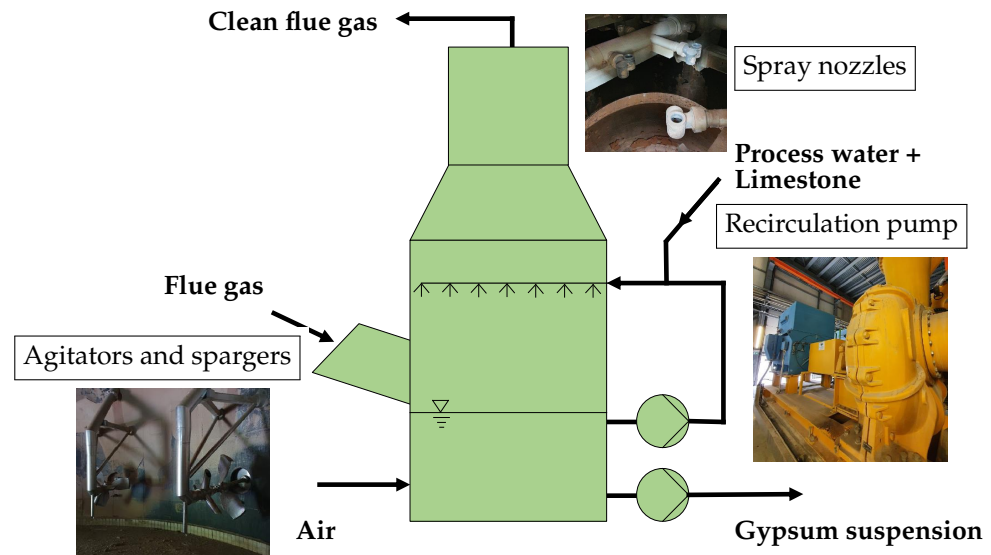 Clean flue gas
Spray nozzles
Process water +
Limestone
Recirculation pump
Flue gas
Agitators and spargers
Air
Gypsum suspension